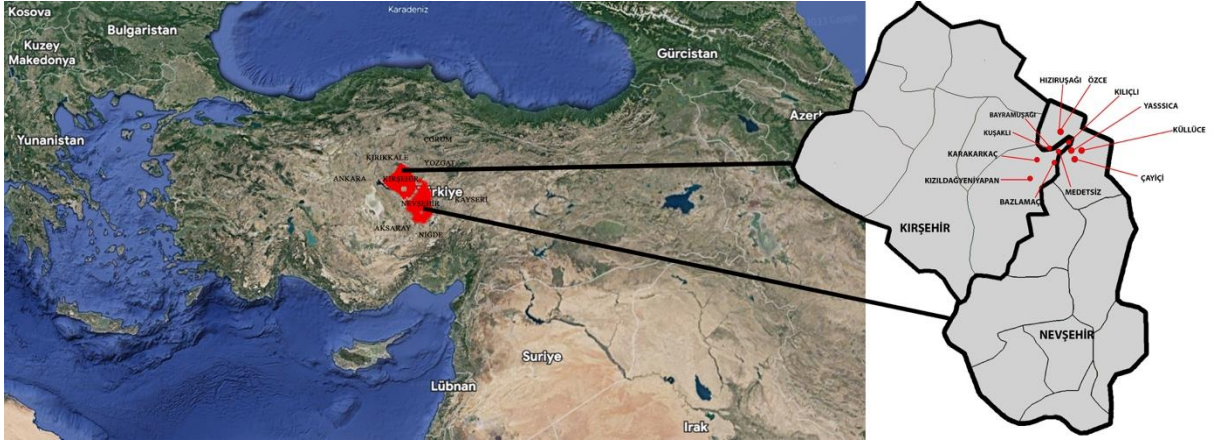 Kosova
Karadeniz
Bulgaristan
Kuzey
Makedonya
Gürcistan
Yunanistan
Azerb
ÇORUM
KIRIKKALE
YOZGAT
ANKARA
KIRŞEHİR
Türkiye
NEVŞEHİR
KAYSERİ
AKSARAY
NİĞDE
Suriye
Lübnan
Irak
HIZIRUŞAĞI
ÖZCE
KILIÇLI
YASSSICA
BAYRAMUŞAĞI
KUŞAKLI
KÜLLÜCE
KARAKARKAÇ
ÇAYİÇİ
KIZILDAĞYENİYAPAN
MEDETSİZ
BAZLAMAÇ
KIRŞEHİR
NEVŞEHİR